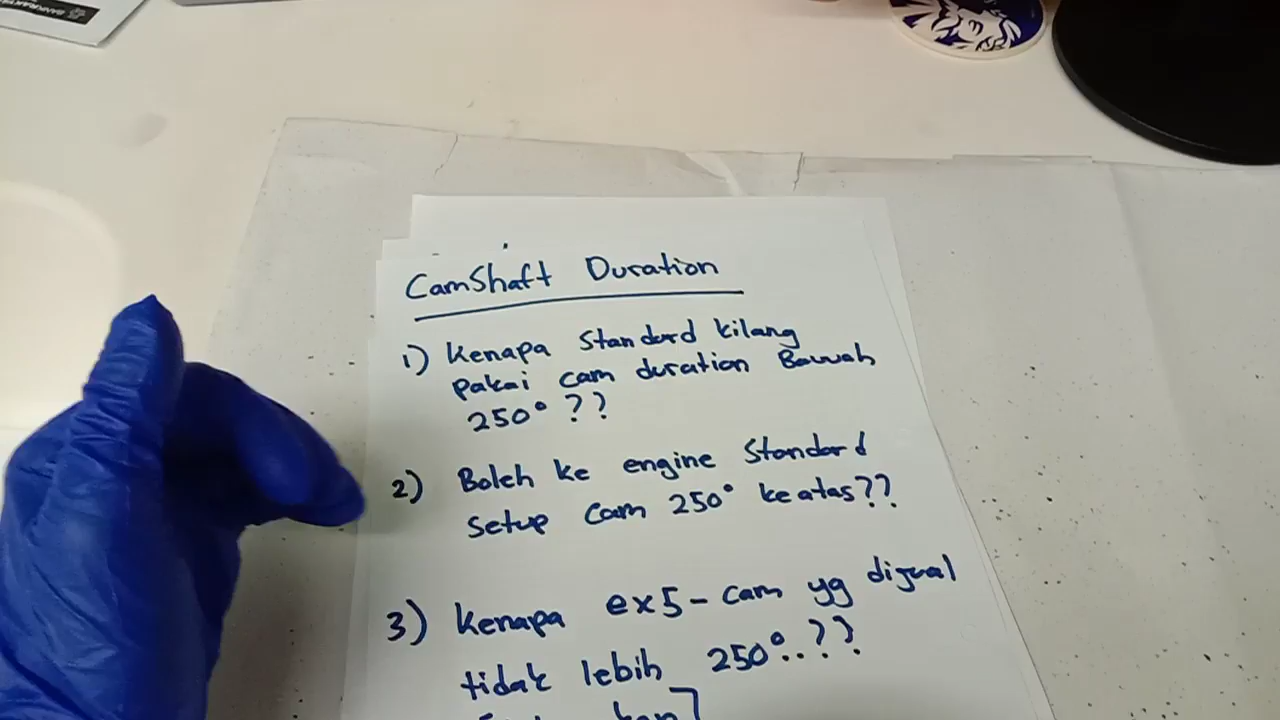 Camshaft Duration
1) Kenapa Standard kilang
pakai cam duration Bawah
250° ??
2) Boleh ke engine Standard
setup cam 250° keatas??
3) Kenapa ex5-cam yg dijual
tidak lebih 250°..??